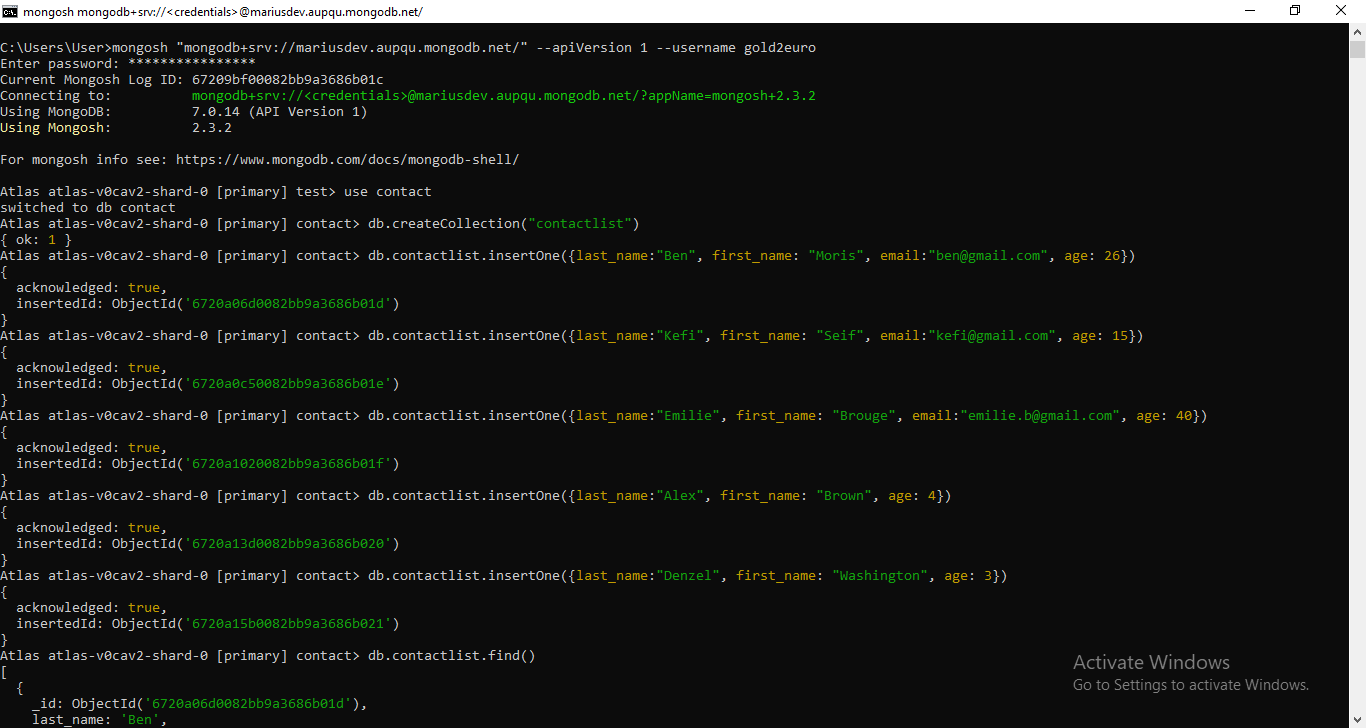 mongosh mongodb+srv://<credentials>@mariusdev.aupqu.mongodb.net/
C:\Users\User>mongosh "mongodb+srv://mariusdev.aupqu.mongodb.net/" --apiVersion 1 --username gold2euro
Enter password: ****************
Current Mongosh Log ID: 67209bf00082bb9a3686b01c
Connecting to: mongodb+srv://<credentials>@mariusdev.aupqu.mongodb.net/?appName=mongosh+2.3.2
Using MongoDB: 7.0.14 (API Version 1)
Using Mongosh: 2.3.2
For mongosh info see: https://www.mongodb.com/docs/mongodb-shell/
Atlas atlas-v0cav2-shard-0 [primary] test> use contact
switched to db contact
Atlas atlas-v0cav2-shard-0 [primary] contact> db.createCollection("contactlist")
{ ok: 1 }
Atlas atlas-v0cav2-shard-0 [primary] contact> db.contactlist.insertOne({last_name:"Ben", first_name: "Moris", email:"ben@gmail.com", age: 26})
{
  acknowledged: true,
  insertedId: ObjectId('6720a06d0082bb9a3686b01d')
}
Atlas atlas-v0cav2-shard-0 [primary] contact> db.contactlist.insertOne({last_name:"Kefi", first_name: "Seif", email:"kefi@gmail.com", age: 15})
{
  acknowledged: true,
  insertedId: ObjectId('6720a0c50082bb9a3686b01e')
}
Atlas atlas-v0cav2-shard-0 [primary] contact> db.contactlist.insertOne({last_name:"Emilie", first_name: "Brouge", email:"emilie.b@gmail.com", age: 40})
{
  acknowledged: true,
  insertedId: ObjectId('6720a1020082bb9a3686b01f')
}
Atlas atlas-v0cav2-shard-0 [primary] contact> db.contactlist.insertOne({last_name:"Alex", first_name: "Brown", age: 4})
{
  acknowledged: true,
  insertedId: ObjectId('6720a13d0082bb9a3686b020')
}
Atlas atlas-v0cav2-shard-0 [primary] contact> db.contactlist.insertOne({last_name:"Denzel", first_name: "Washington", age: 3})
{
  acknowledged: true,
  insertedId: ObjectId('6720a15b0082bb9a3686b021')
}
Atlas atlas-v0cav2-shard-0 [primary] contact> db.contactlist.find()
[
  {
    _id: ObjectId('6720a06d0082bb9a3686b01d'),
    last_name: 'Ben',
Activate Windows
Go to Settings to activate Windows.